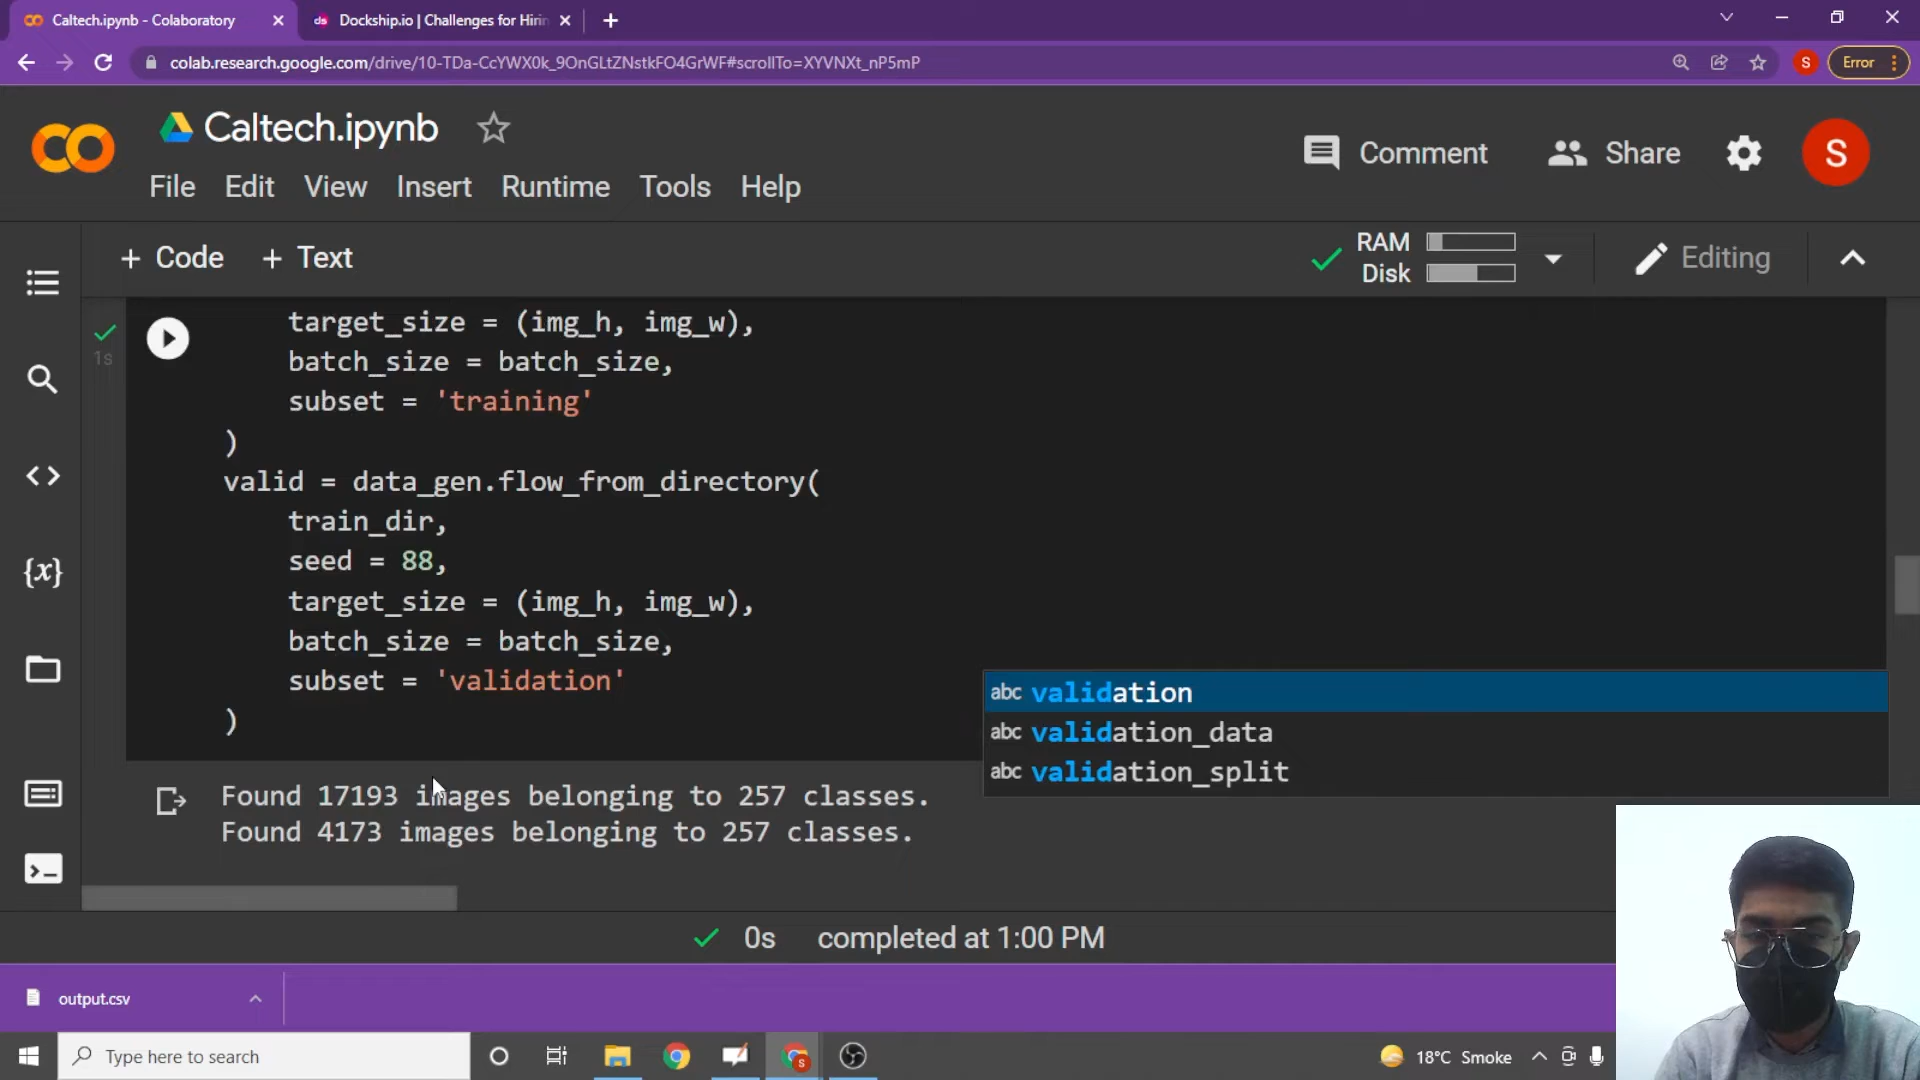 Caltech.ipynb - Colaboratory
Dockship.io | Challenges for Hirin
colab.research.google.com/drive/10-TDa-CcYWX0k_9OnGLtZNstkFO4GrWF#scrollTo=XYVNXt_nP5mP
S
Error
CO
Caltech.ipynb
Comment
Share
S
File Edit View Insert Runtime Tools Help
+ Code + Text
RAM
Disk
Editing
target_size = (img_h, img_w),
1s
batch_size = batch_size,
subset = 'training'
)
valid = data_gen.flow_from_directory(
train_dir,
seed = 88,
{x}
target_size = (img_h, img_w),
batch_size = batch_size,
subset = 'validation'
)
abc validation
abc validation_data
abc validation_split
Found 17193 images belonging to 257 classes.
Found 4173 images belonging to 257 classes.
0s completed at 1:00 PM
output.csv
Type here to search
18°C Smoke